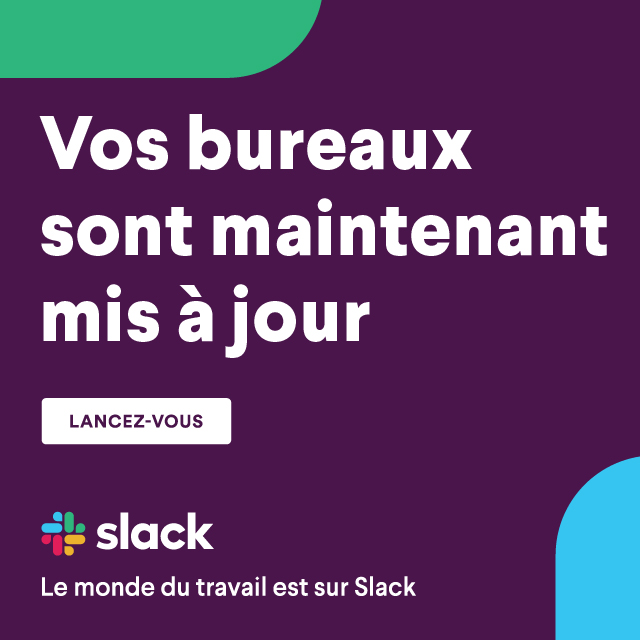 Vos bureaux
sont maintenant
mis à jour
LANCEZ-VOUS
slack
Le monde du travail est sur Slack